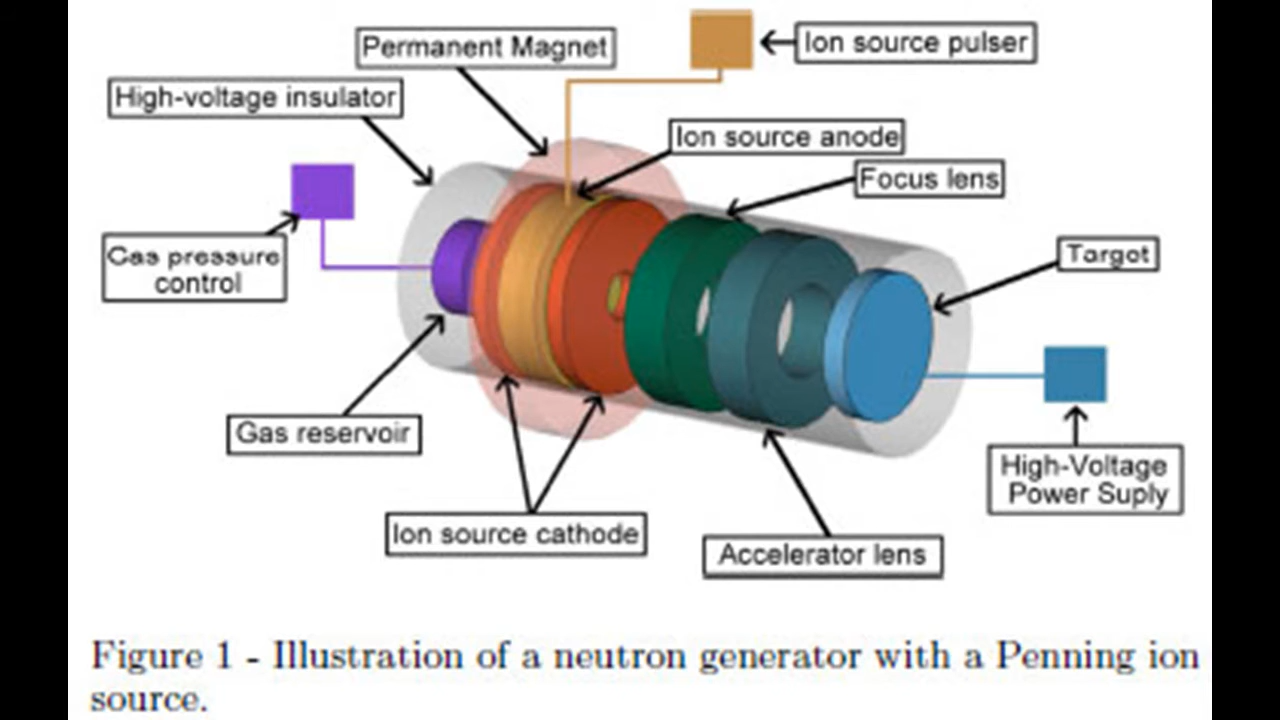 Permanent Magnet
Ion source pulser
High-voltage insulator
Ion source anode
Focus lens
Gas pressure
control
Target
Gas reservoir
High-Voltage
Power Suply
Ion source cathode
Accelerator lens
Figure 1 - Illustration of a neutron generator with a Penning ion
source.